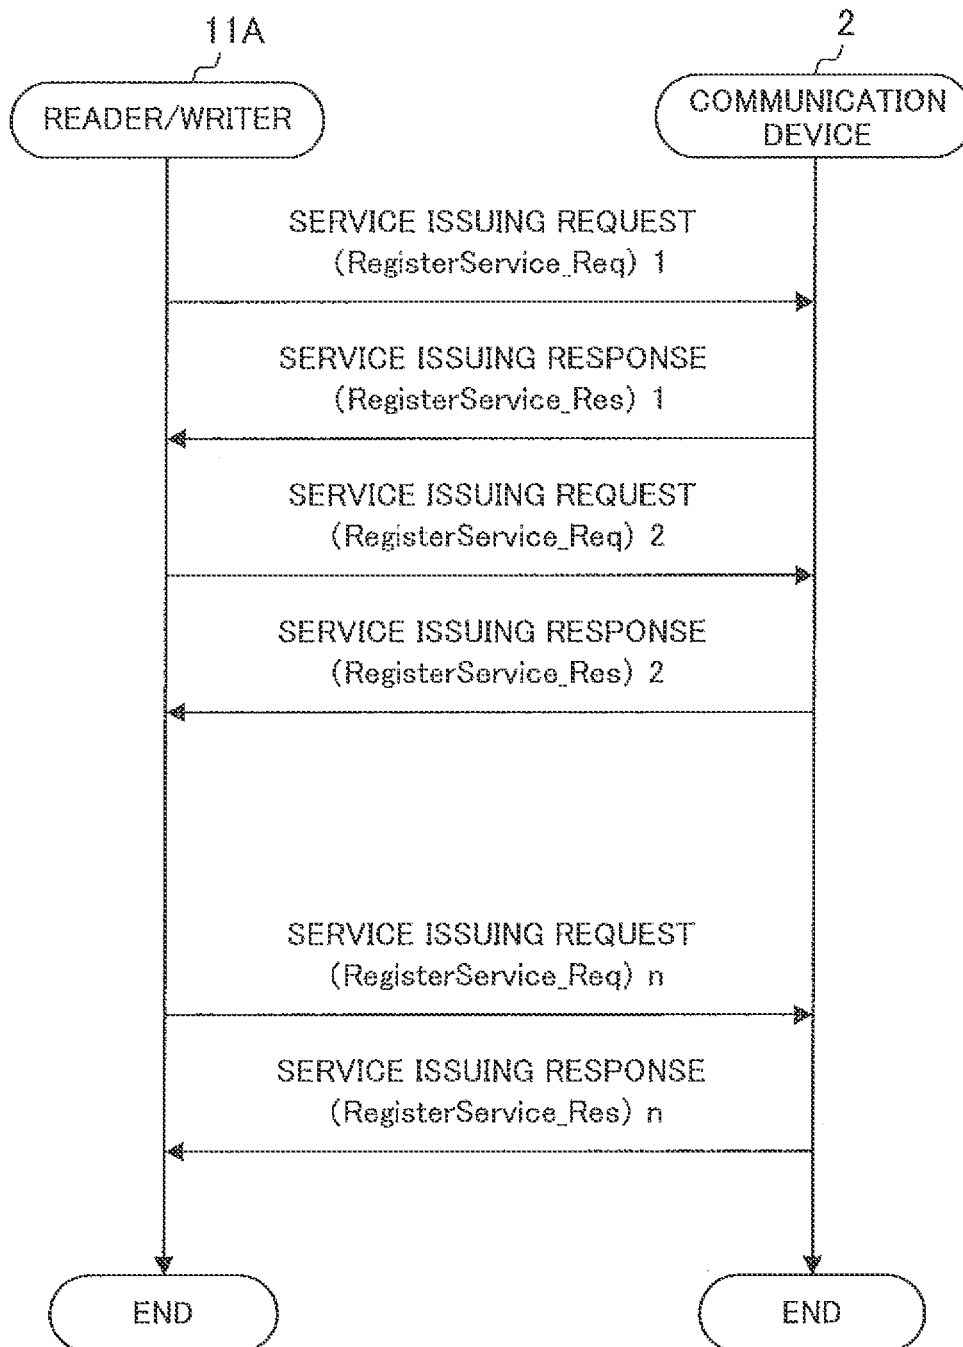 11A
2
READER/WRITER
COMMUNICATION
DEVICE
SERVICE ISSUING REQUEST
(RegisterService_Req) 1
SERVICE ISSUING RESPONSE
(RegisterService_Res) 1
SERVICE ISSUING REQUEST
(RegisterService_Req) 2
SERVICE ISSUING RESPONSE
(RegisterService_Res) 2
SERVICE ISSUING REQUEST
(RegisterService_Req) n
SERVICE ISSUING RESPONSE
(RegisterService_Res) n
END
END